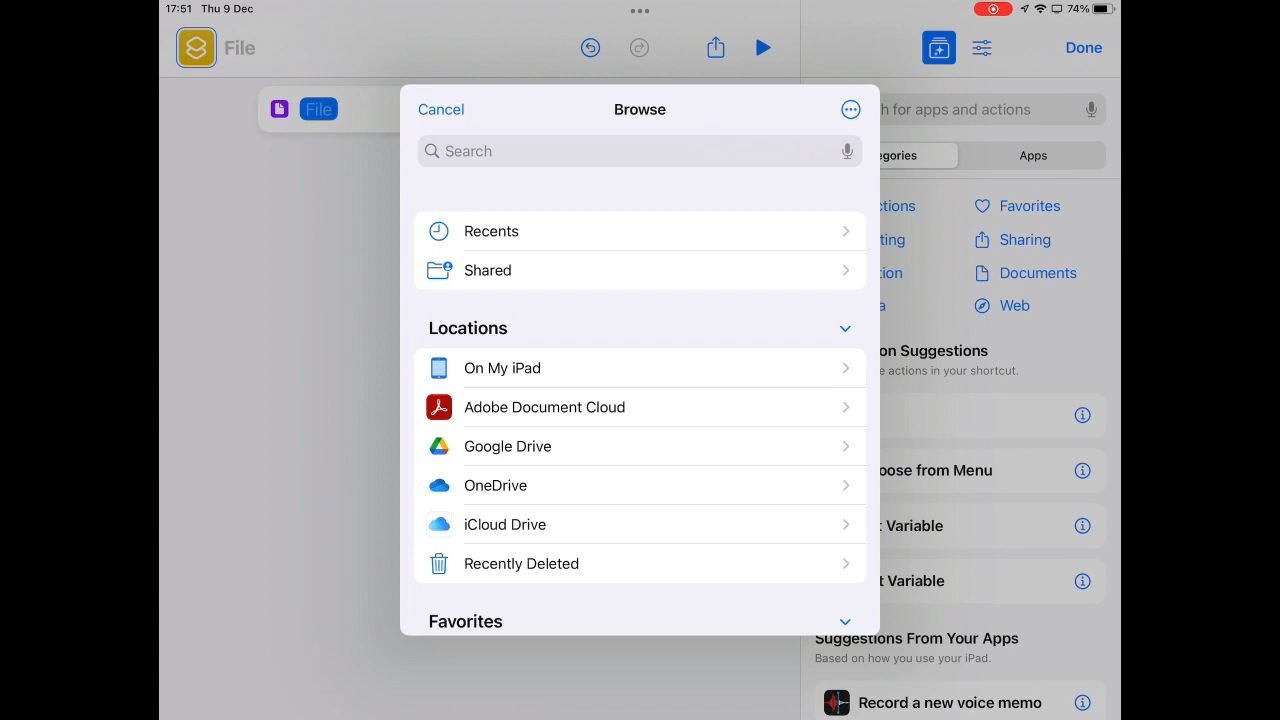 17:51 Thu 9 Dec
74%
File
Done
File
Cancel
Browse
Search
Recents
Shared
Locations
On My iPad
Adobe Document Cloud
Google Drive
OneDrive
iCloud Drive
Recently Deleted
Favorites
h for apps and actions
egories
Apps
ctions
Favorites
ting
Sharing
tion
Documents
a
Web
on Suggestions
e actions in your shortcut.
oose from Menu
t Variable
t Variable
Suggestions From Your Apps
Based on how you use your iPad.
Record a new voice memo